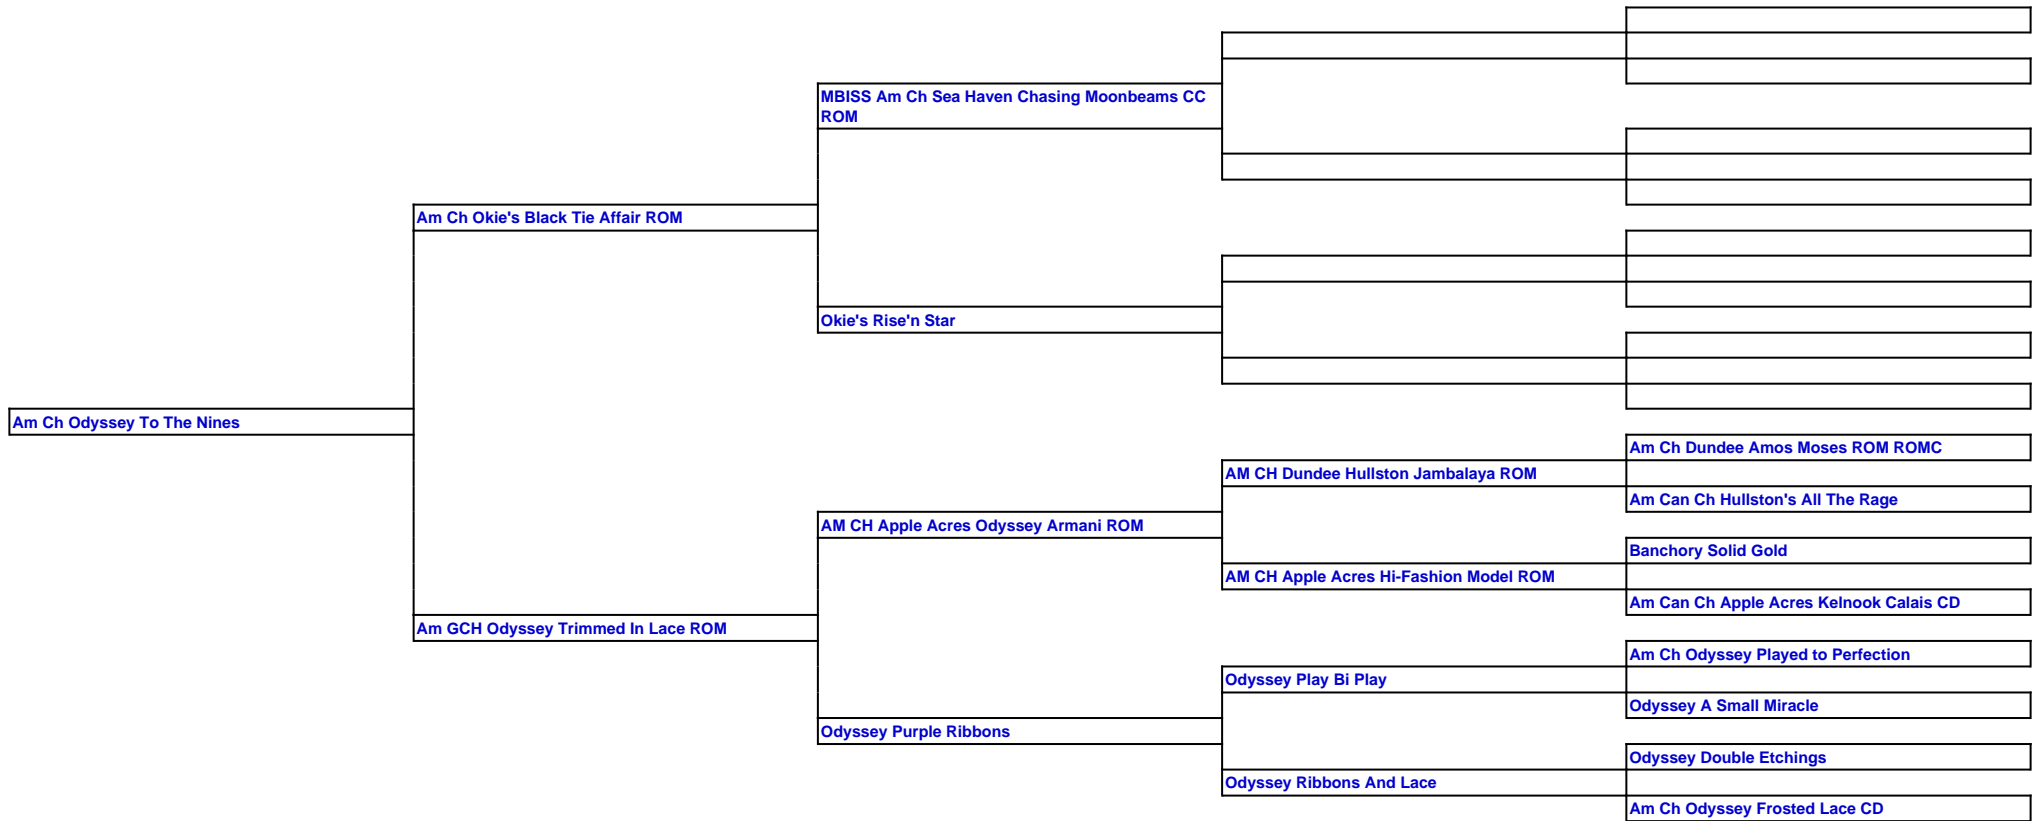 MBISS Am Ch Sea Haven Chasing Moonbeams CC
ROM
Am Ch Okie's Black Tie Affair ROM
Okie's Rise'n Star
Am Ch Odyssey To The Nines
Am Ch Dundee Amos Moses ROM ROMC
AM CH Dundee Hullston Jambalaya ROM
Am Can Ch Hullston's All The Rage
AM CH Apple Acres Odyssey Armani ROM
Banchory Solid Gold
AM CH Apple Acres Hi-Fashion Model ROM
Am Can Ch Apple Acres Kelnook Calais CD
Am GCH Odyssey Trimmed In Lace ROM
Am Ch Odyssey Played to Perfection
Odyssey Play Bi Play
Odyssey A Small Miracle
Odyssey Purple Ribbons
Odyssey Double Etchings
Odyssey Ribbons And Lace
Am Ch Odyssey Frosted Lace CD